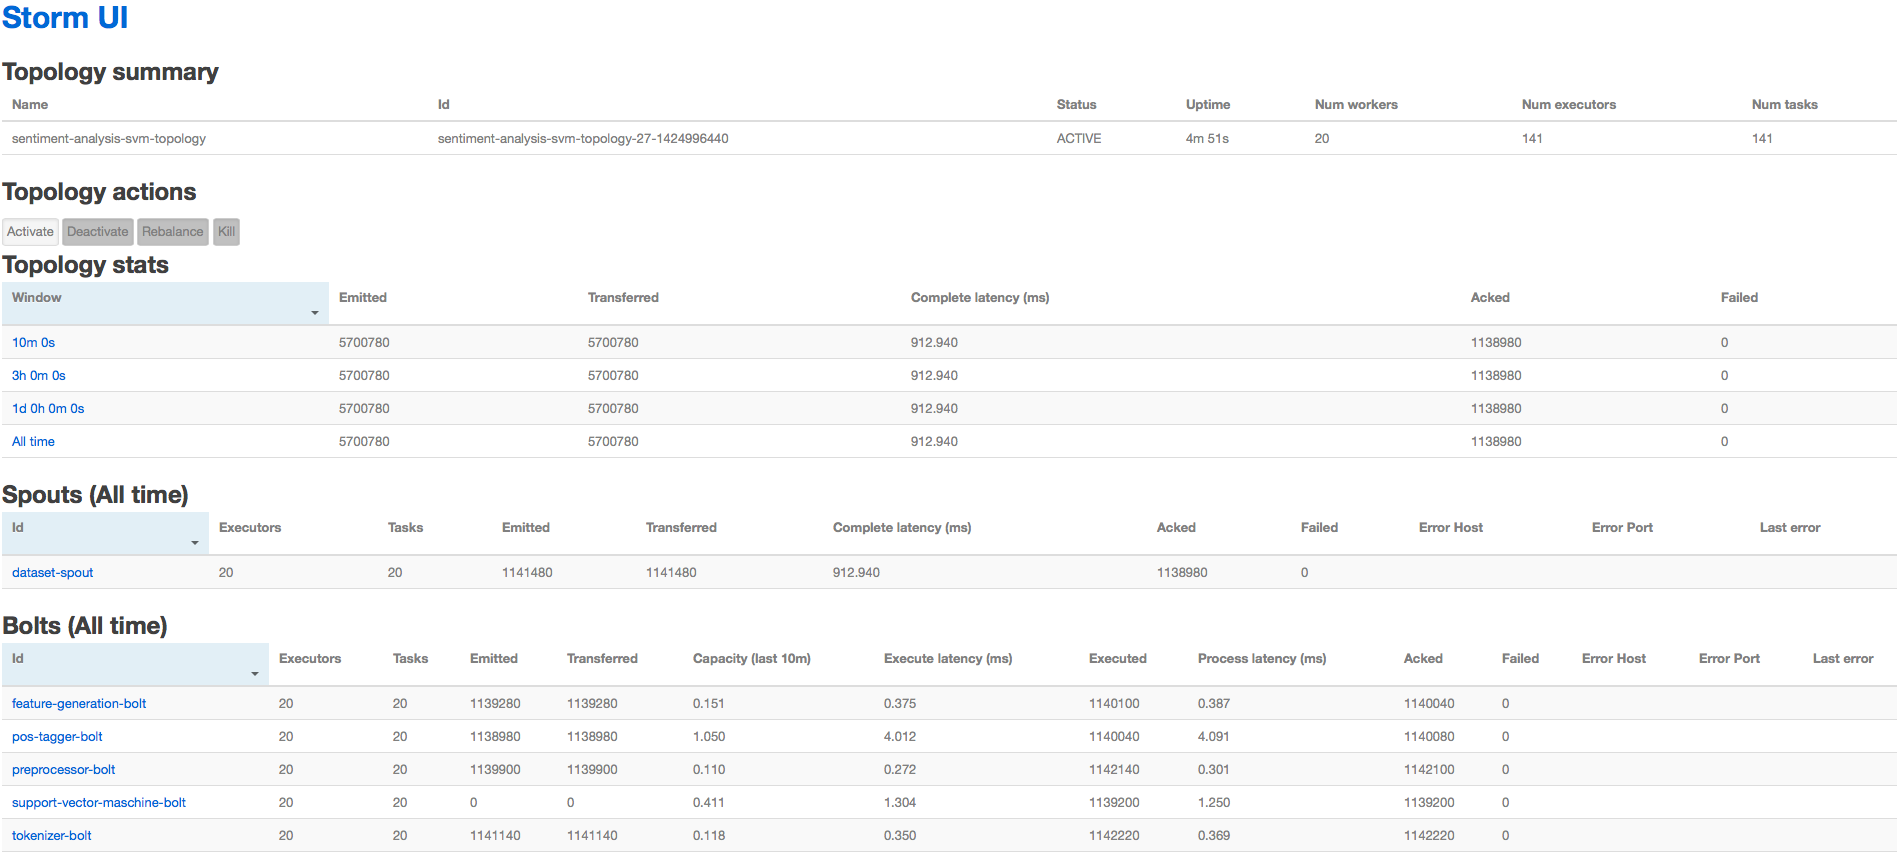 Storm UI
Topology summary
Name Id Status Uptime Num workers Num executors Num tasks
sentiment-analysis-svm-topology sentiment-analysis-svm-topology-27-1424996440 ACTIVE 4m 51s 20 141 141
Topology actions
Activate Deactivate Rebalance Kill
Topology stats
Window Emitted Transferred Complete latency (ms) Acked Failed
10m 0s 5700780 5700780 912.940 1138980 0
3h 0m 0s 5700780 5700780 912.940 1138980 0
1d 0h 0m 0s 5700780 5700780 912.940 1138980 0
All time 5700780 5700780 912.940 1138980 0
Spouts (All time)
Id Executors Tasks Emitted Transferred Complete latency (ms) Acked Failed Error Host Error Port Last error
dataset-spout 20 20 1141480 1141480 912.940 1138980 0
Bolts (All time)
Id Executors Tasks Emitted Transferred Capacity (last 10m) Execute latency (ms) Executed Process latency (ms) Acked Failed Error Host Error Port Last error
feature-generation-bolt 20 20 1139280 1139280 0.151 0.375 1140100 0.387 1140040 0
pos-tagger-bolt 20 20 1138980 1138980 1.050 4.012 1140040 4.091 1140080 0
preprocessor-bolt 20 20 1139900 1139900 0.110 0.272 1142140 0.301 1142100 0
support-vector-maschine-bolt 20 20 0 0 0.411 1.304 1139200 1.250 1139200 0
tokenizer-bolt 20 20 1141140 1141140 0.118 0.350 1142220 0.369 1142220 0